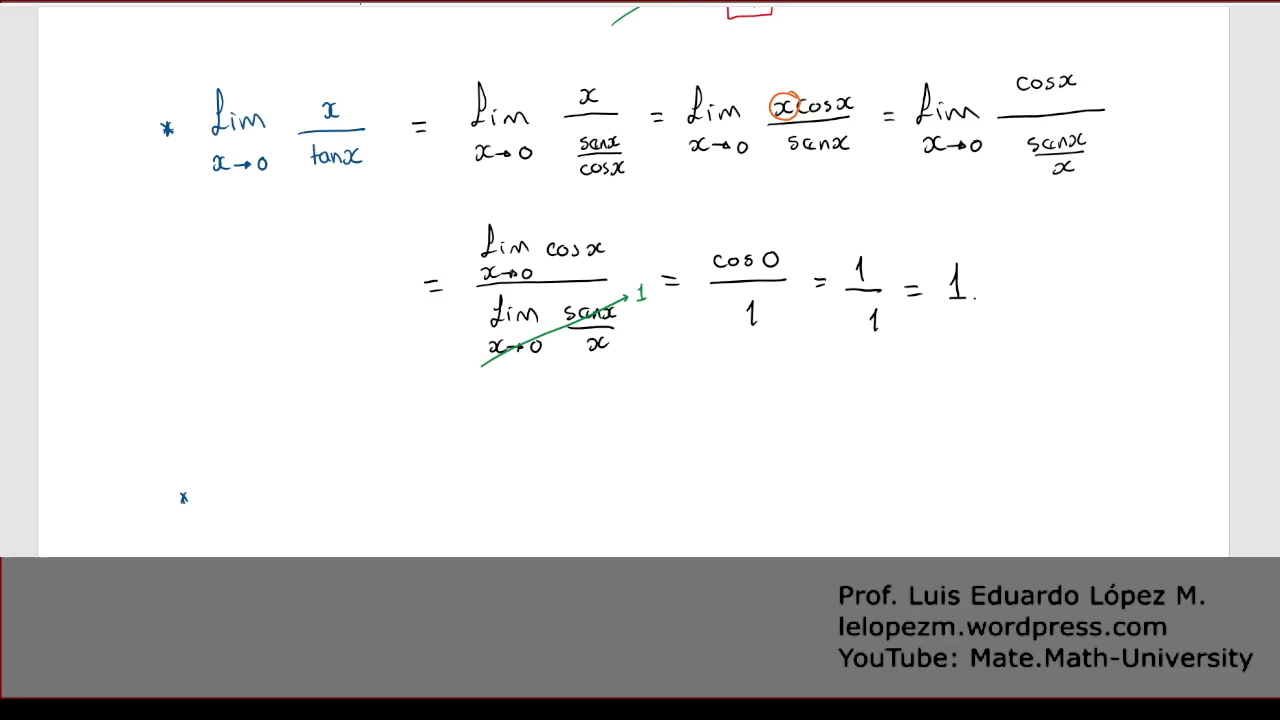 * Lim x→0 x/tanx = Lim x→0 x/(senx/cosx) = Lim x→0 xcosx/senx = Lim x→0 cosx/(senx/x)
= Lim x→0 cosx / Lim x→0 senx/x → 1 = cos0/1 = 1/1 = 1.
*
Prof. Luis Eduardo López M.
lelopezm.wordpress.com
YouTube: Mate.Math-University